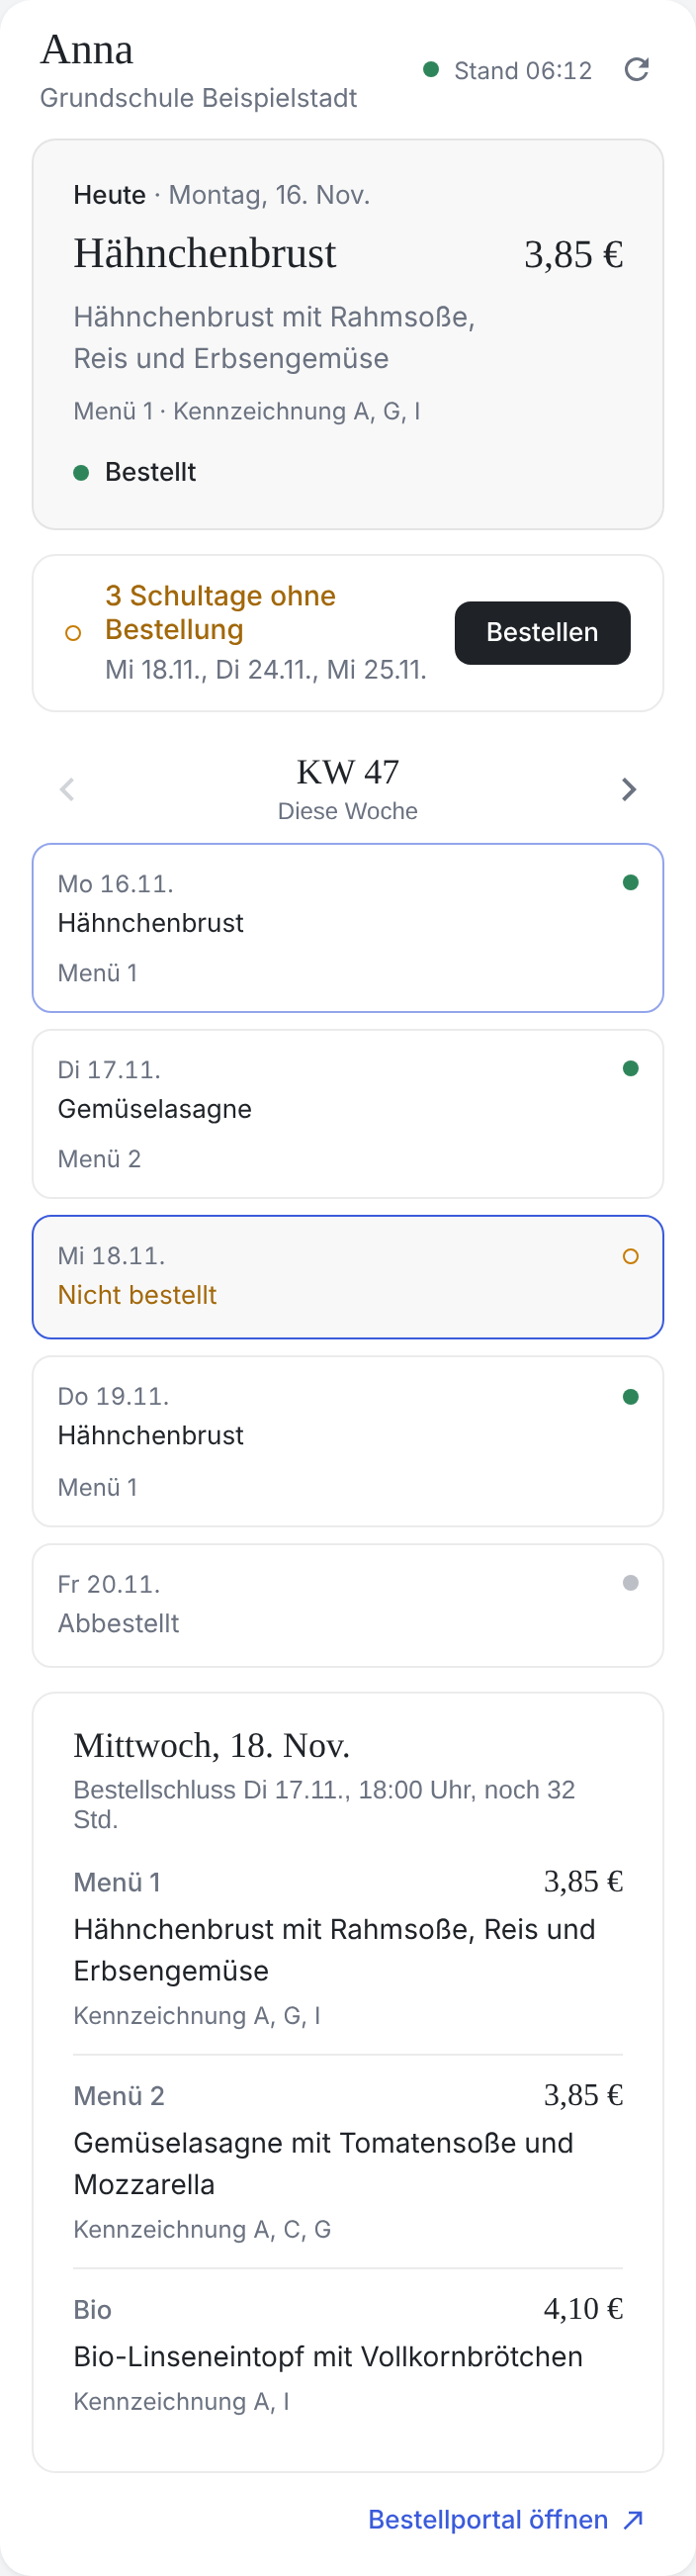 Anna
Grundschule Beispielstadt
Stand 06:12
Heute · Montag, 16. Nov.
Hähnchenbrust 3,85 €
Hähnchenbrust mit Rahmsoße,
Reis und Erbsengemüse
Menü 1 · Kennzeichnung A, G, I
Bestellt
3 Schultage ohne
Bestellung
Mi 18.11., Di 24.11., Mi 25.11.
Bestellen
KW 47
Diese Woche
Mo 16.11.
Hähnchenbrust
Menü 1
Di 17.11.
Gemüselasagne
Menü 2
Mi 18.11.
Nicht bestellt
Do 19.11.
Hähnchenbrust
Menü 1
Fr 20.11.
Abbestellt
Mittwoch, 18. Nov.
Bestellschluss Di 17.11., 18:00 Uhr, noch 32
Std.
Menü 1 3,85 €
Hähnchenbrust mit Rahmsoße, Reis und
Erbsengemüse
Kennzeichnung A, G, I
Menü 2 3,85 €
Gemüselasagne mit Tomatensoße und
Mozzarella
Kennzeichnung A, C, G
Bio 4,10 €
Bio-Linseneintopf mit Vollkornbrötchen
Kennzeichnung A, I
Bestellportal öffnen